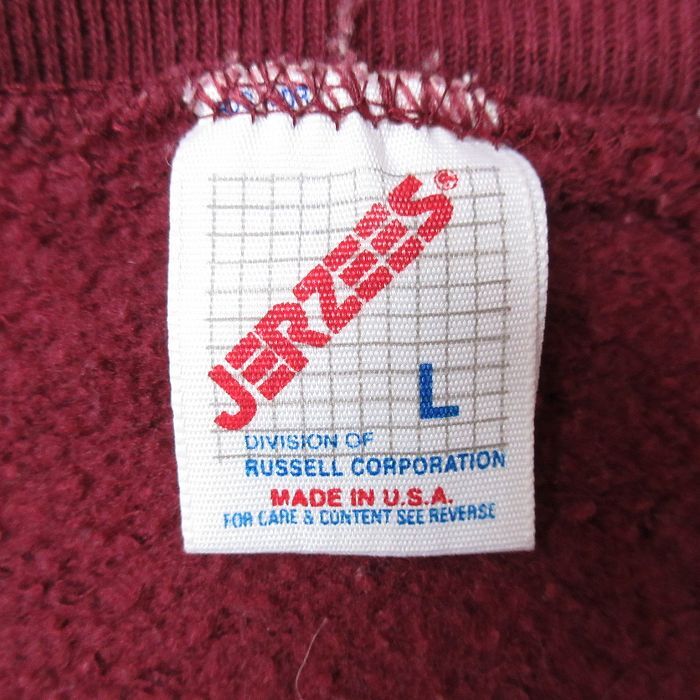 JERZEES®
L
DIVISION OF
RUSSELL CORPORATION
MADE IN U.S.A.
FOR CARE & CONTENT SEE REVERSE